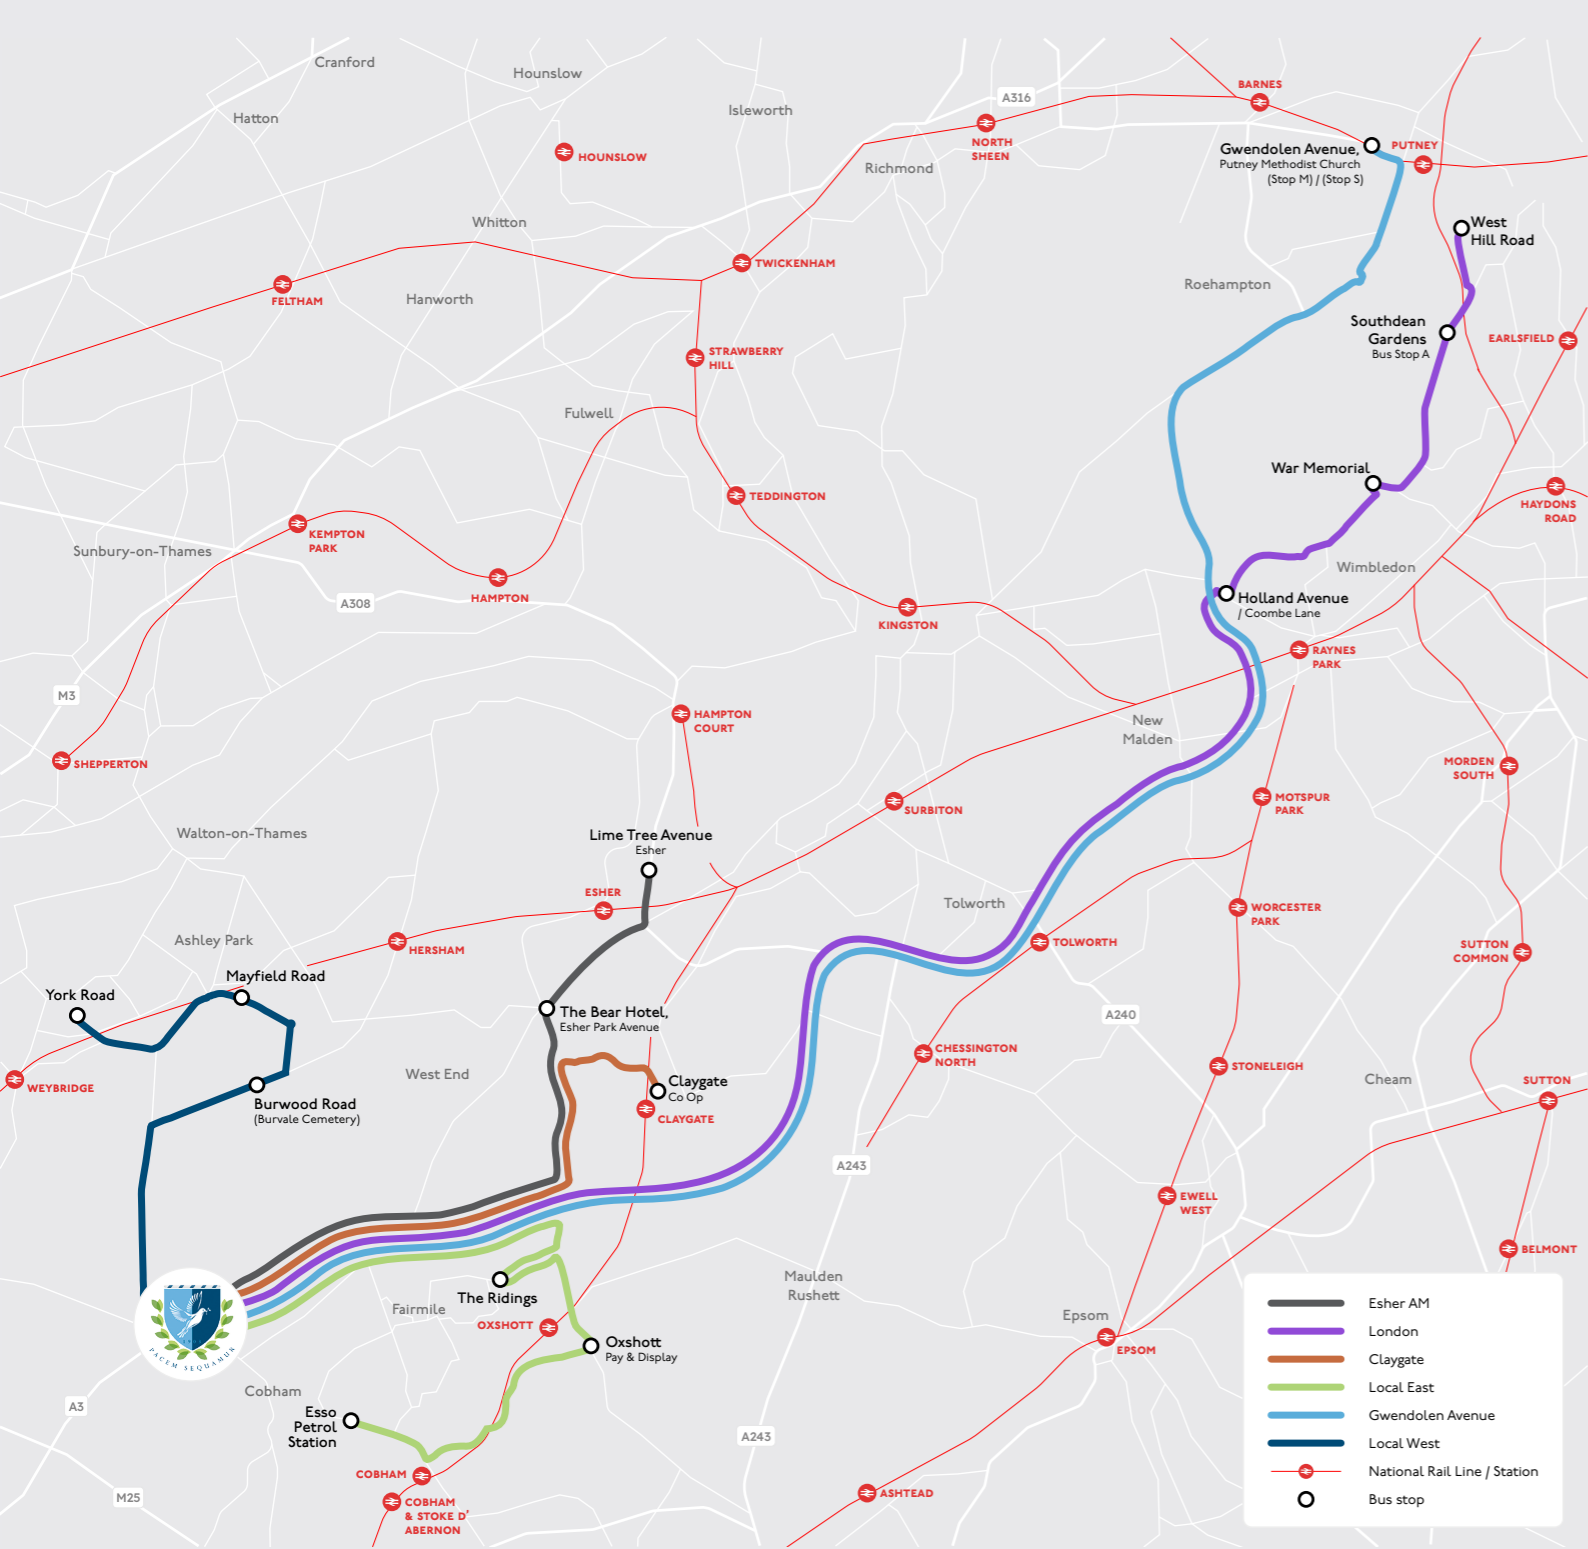 Cranford
Hounslow
Hatton
Isleworth
A316
BARNES
HOUNSLOW
NORTH
SHEEN
Richmond
Gwendolen Avenue,
Putney Methodist Church
(Stop M) / (Stop S)
PUTNEY
Whitton
West
Hill Road
TWICKENHAM
FELTHAM
Hanworth
Roehampton
Southdean
Gardens
Bus Stop A
EARLSFIELD
STRAWBERRY
HILL
Fulwell
War Memorial
TEDDINGTON
HAYDONS
ROAD
KEMPTON
PARK
Sunbury-on-Thames
Wimbledon
HAMPTON
A308
Holland Avenue
/ Coombe Lane
KINGSTON
RAYNES
PARK
M3
HAMPTON
COURT
New
Malden
SHEPPERTON
MORDEN
SOUTH
MOTSPUR
PARK
SURBITON
Walton-on-Thames
Lime Tree Avenue
Esher
ESHER
Tolworth
WORCESTER
PARK
Ashley Park
HERSHAM
TOLWORTH
SUTTON
COMMON
Mayfield Road
York Road
The Bear Hotel,
Esher Park Avenue
A240
CHESSINGTON
NORTH
STONELEIGH
WEYBRIDGE
West End
Claygate
Co Op
Cheam
SUTTON
Burwood Road
(Burvale Cemetery)
CLAYGATE
A243
EWELL
WEST
BELMONT
Maulden
Rushett
The Ridings
Fairmile
OXSHOTT
Epsom
EPSOM
PACEM SEQUAMUR
Oxshott
Pay & Display
Cobham
A3
Esso
Petrol
Station
A243
COBHAM
M25
COBHAM
& STOKE D'
ABERNON
ASHTEAD
Esher AM
London
Claygate
Local East
Gwendolen Avenue
Local West
National Rail Line / Station
Bus stop